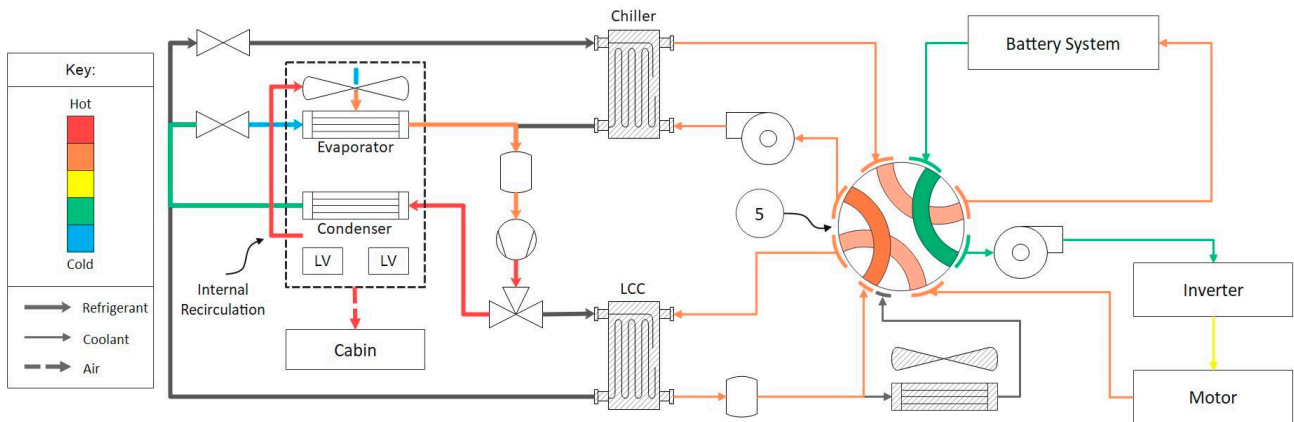 Key:
Hot
Cold
Refrigerant
Coolant
Air
Internal
Recirculation
Evaporator
Condenser
LV
LV
Cabin
Chiller
LCC
5
Battery System
Inverter
Motor